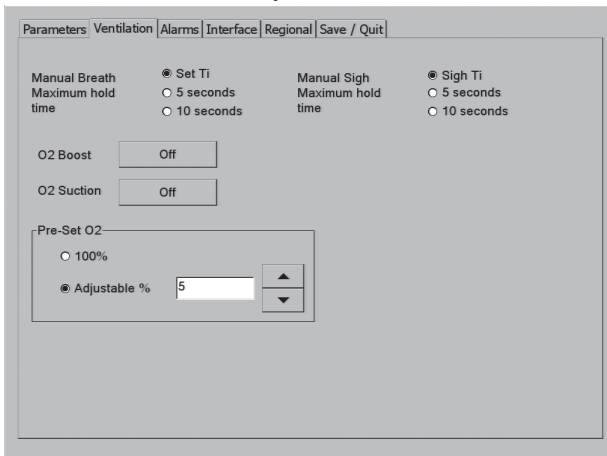 Parameters Ventilation Alarms Interface Regional Save / Quit
Manual Breath
Maximum hold
time
Set Ti
5 seconds
10 seconds
Manual Sigh
Maximum hold
time
Sigh Ti
5 seconds
10 seconds
O2 Boost Off
O2 Suction Off
Pre-Set O2
100%
Adjustable % 5